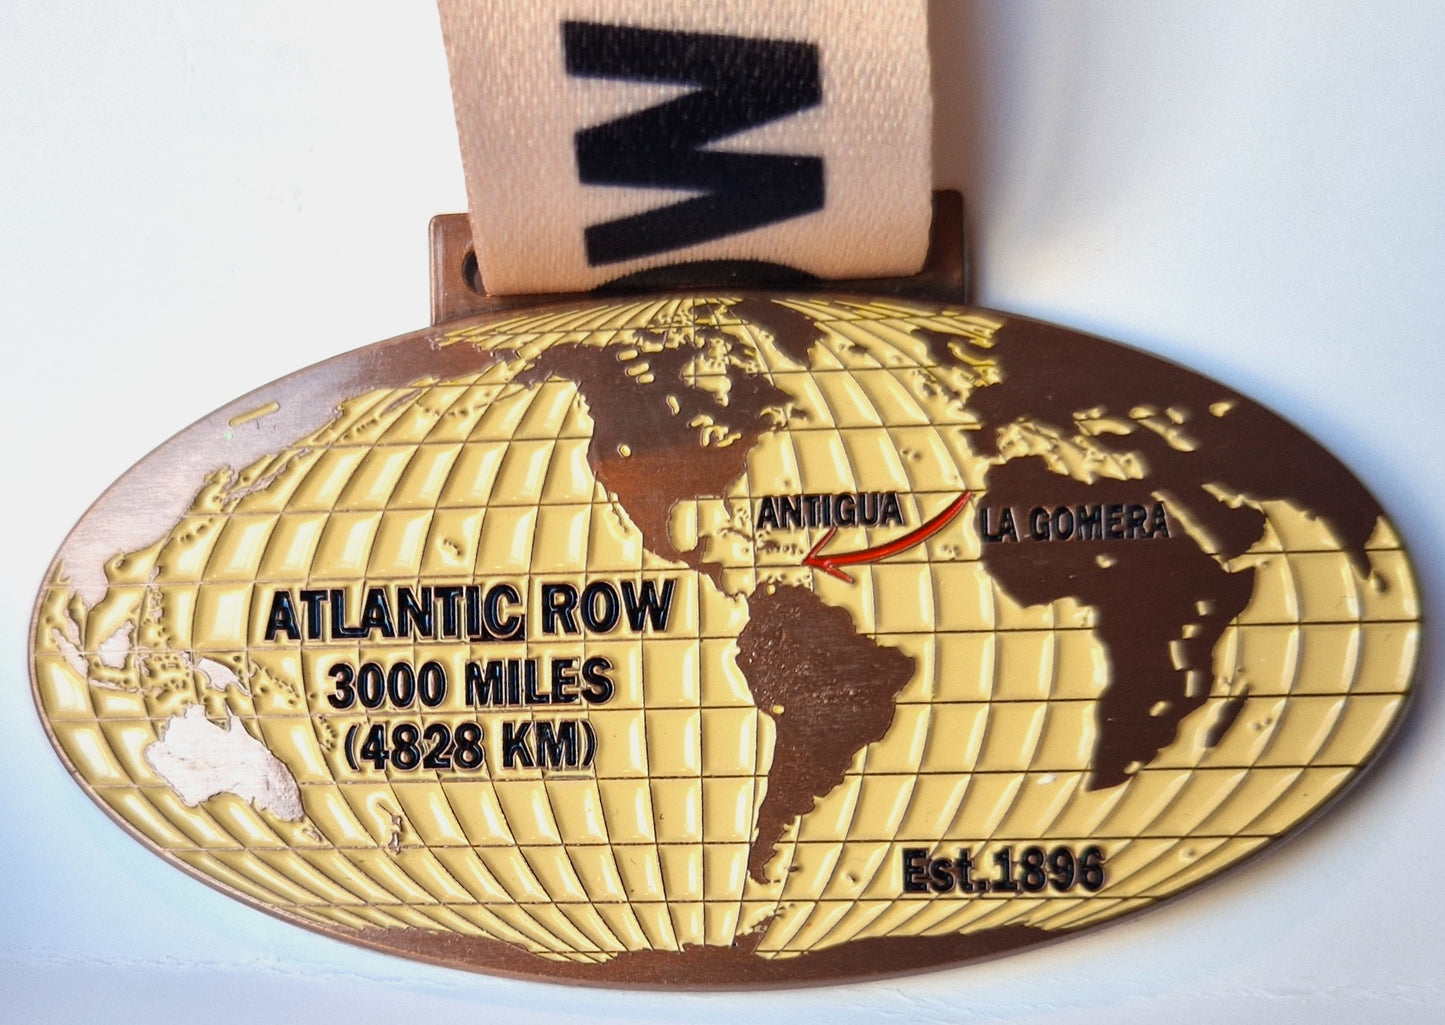 W
ANTIGUA
LA GOMERA
ATLANTIC ROW
3000 MILES
(4828 KM)
Est.1896